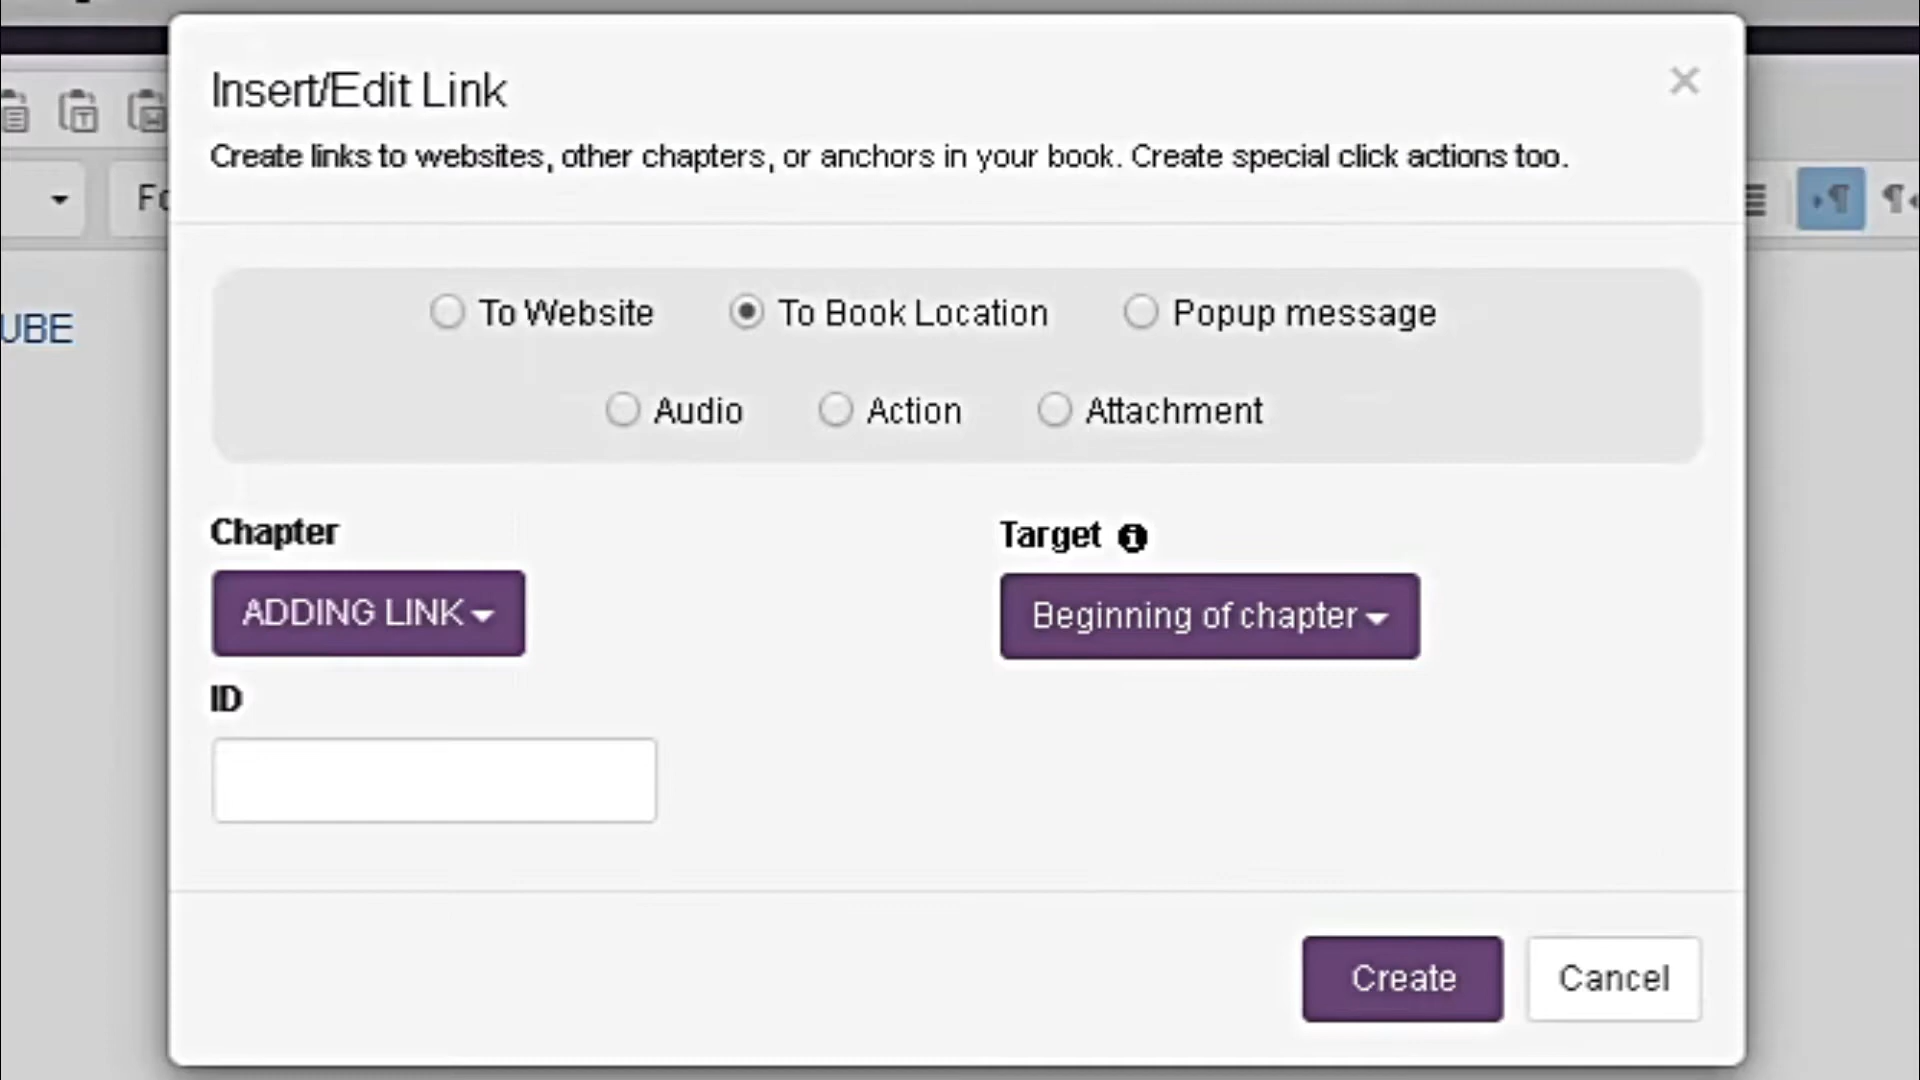 Insert/Edit Link
Create links to websites, other chapters, or anchors in your book. Create special click actions too.
To Website To Book Location Popup message
Audio Action Attachment
Chapter Target
ADDING LINK Beginning of chapter
ID
Create Cancel